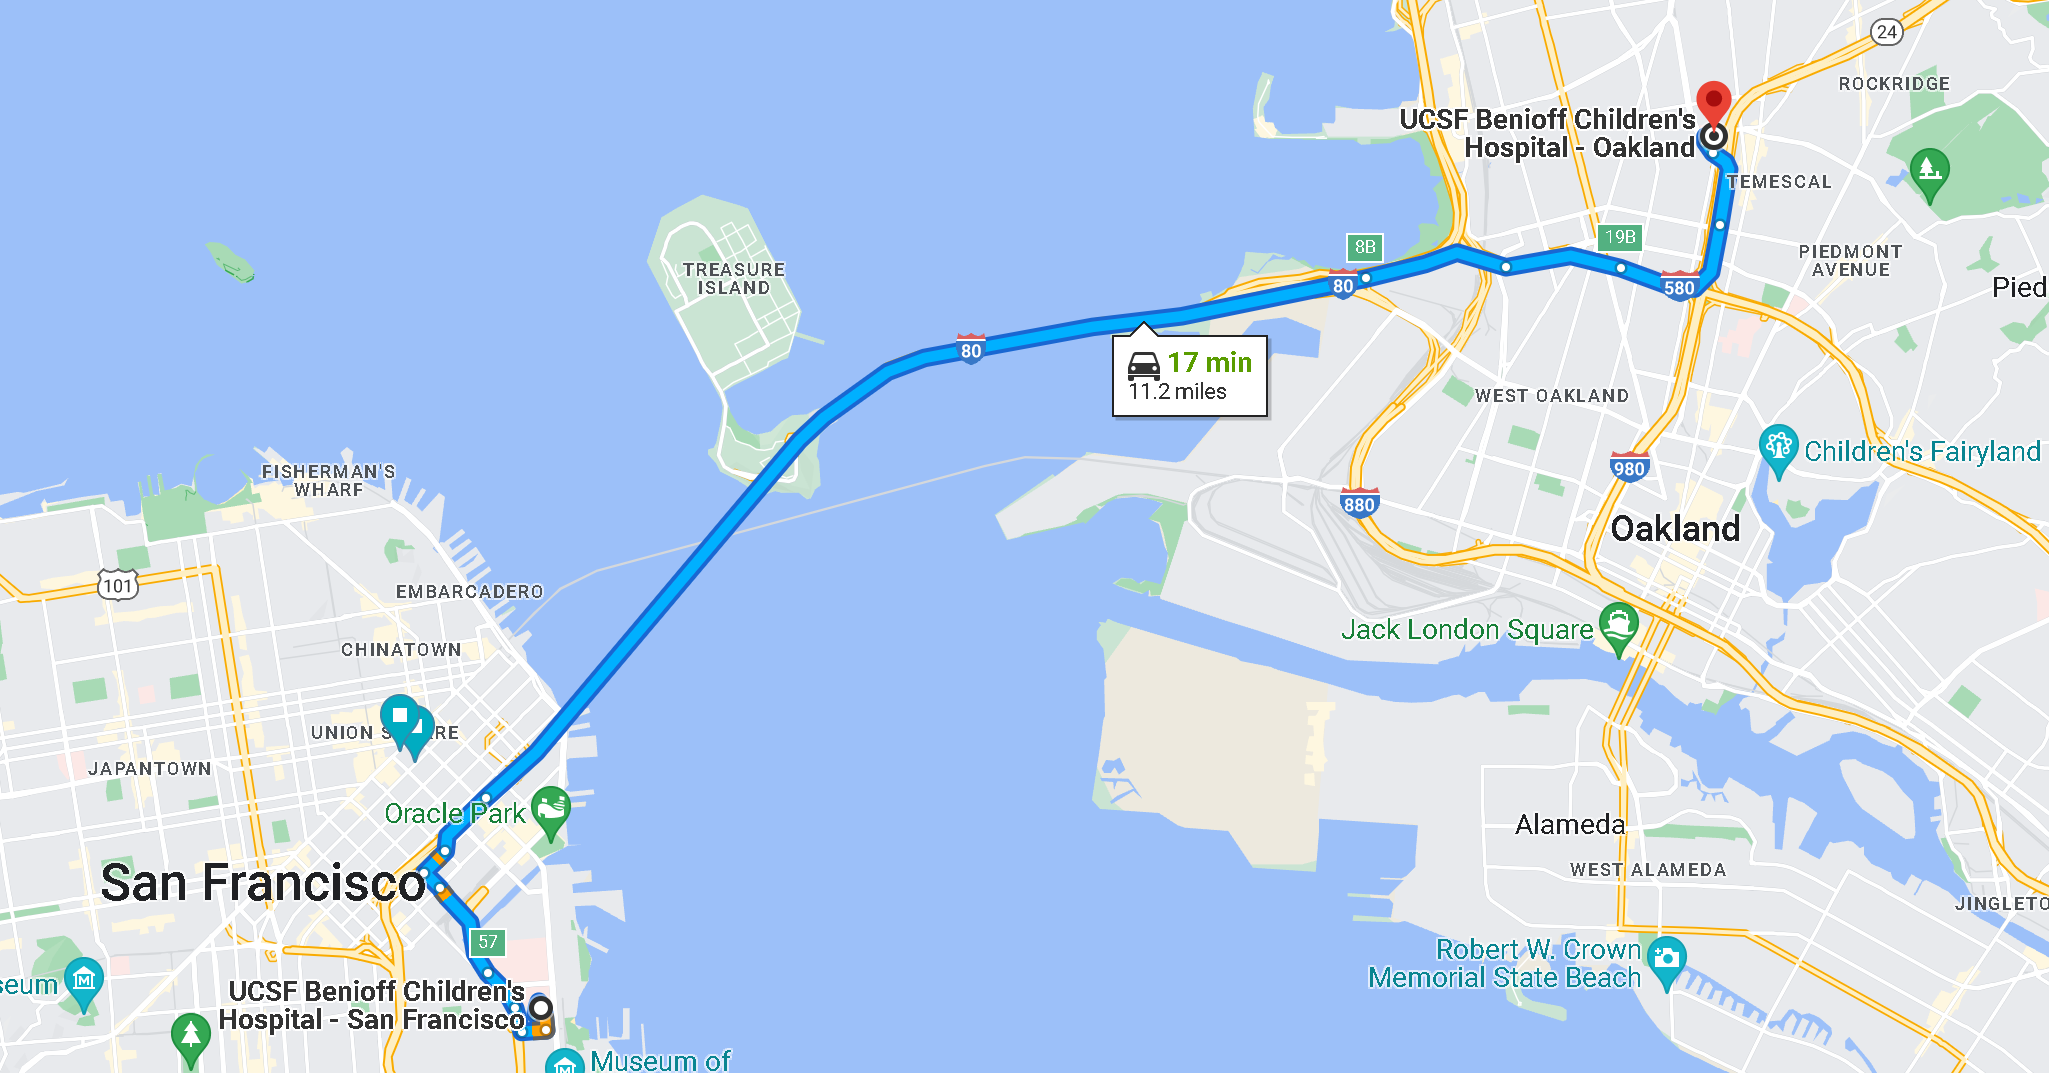 24
ROCKRIDGE
UCSF Benioff Children's
Hospital - Oakland
TEMESCAL
8B
19B
PIEDMONT
AVENUE
TREASURE
ISLAND
80
580
Pied
80
17 min
11.2 miles
WEST OAKLAND
Children's Fairyland
980
FISHERMAN'S
WHARF
880
Oakland
101
EMBARCADERO
Jack London Square
CHINATOWN
UNION S
RE
JAPANTOWN
Oracle Park
Alameda
WEST ALAMEDA
San Francisco
JINGLETO
57
Robert W. Crown
Memorial State Beach
seum
UCSF Benioff Children's
Hospital - San Francisco
Museum of